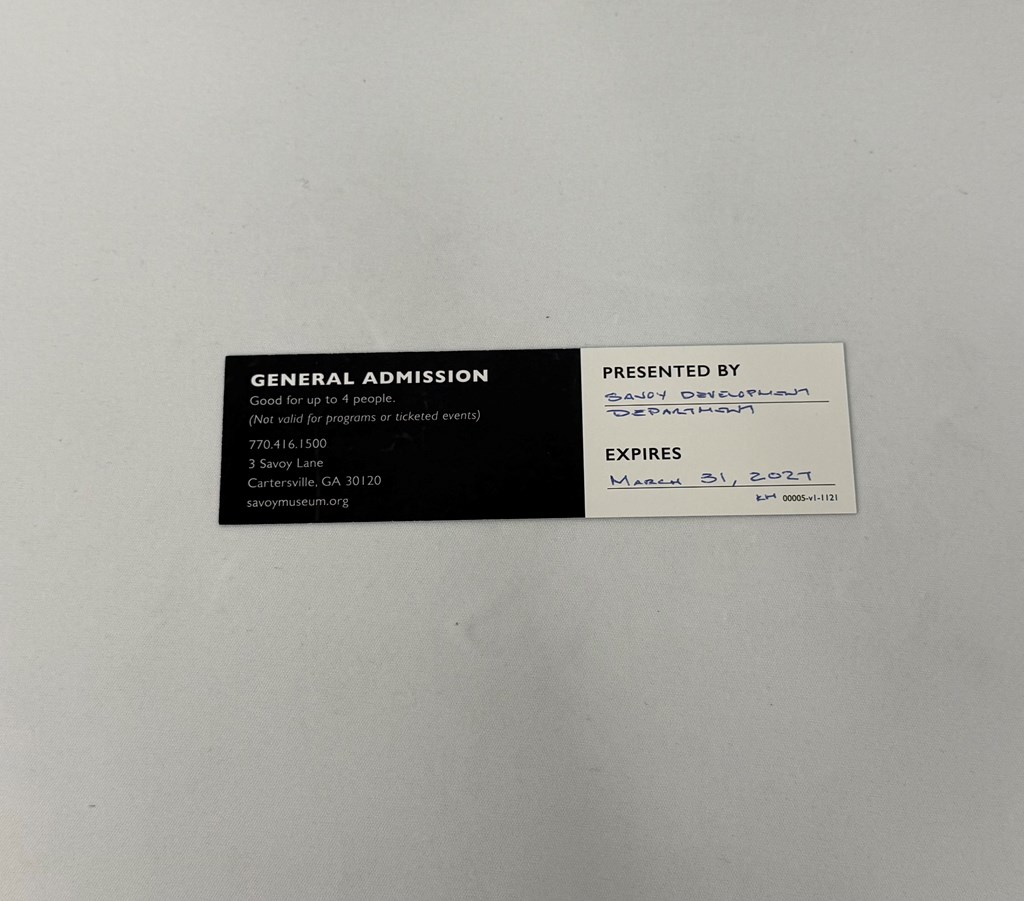 GENERAL ADMISSION
Good for up to 4 people.
(Not valid for programs or ticketed events)
770.416.1500
3 Savoy Lane
Cartersville, GA 30120
savoymuseum.org
PRESENTED BY
SAVOY DEVELOPMENT
DEPARTMENT
EXPIRES
MARCH 31, 2027
KH 00005-v1-1121